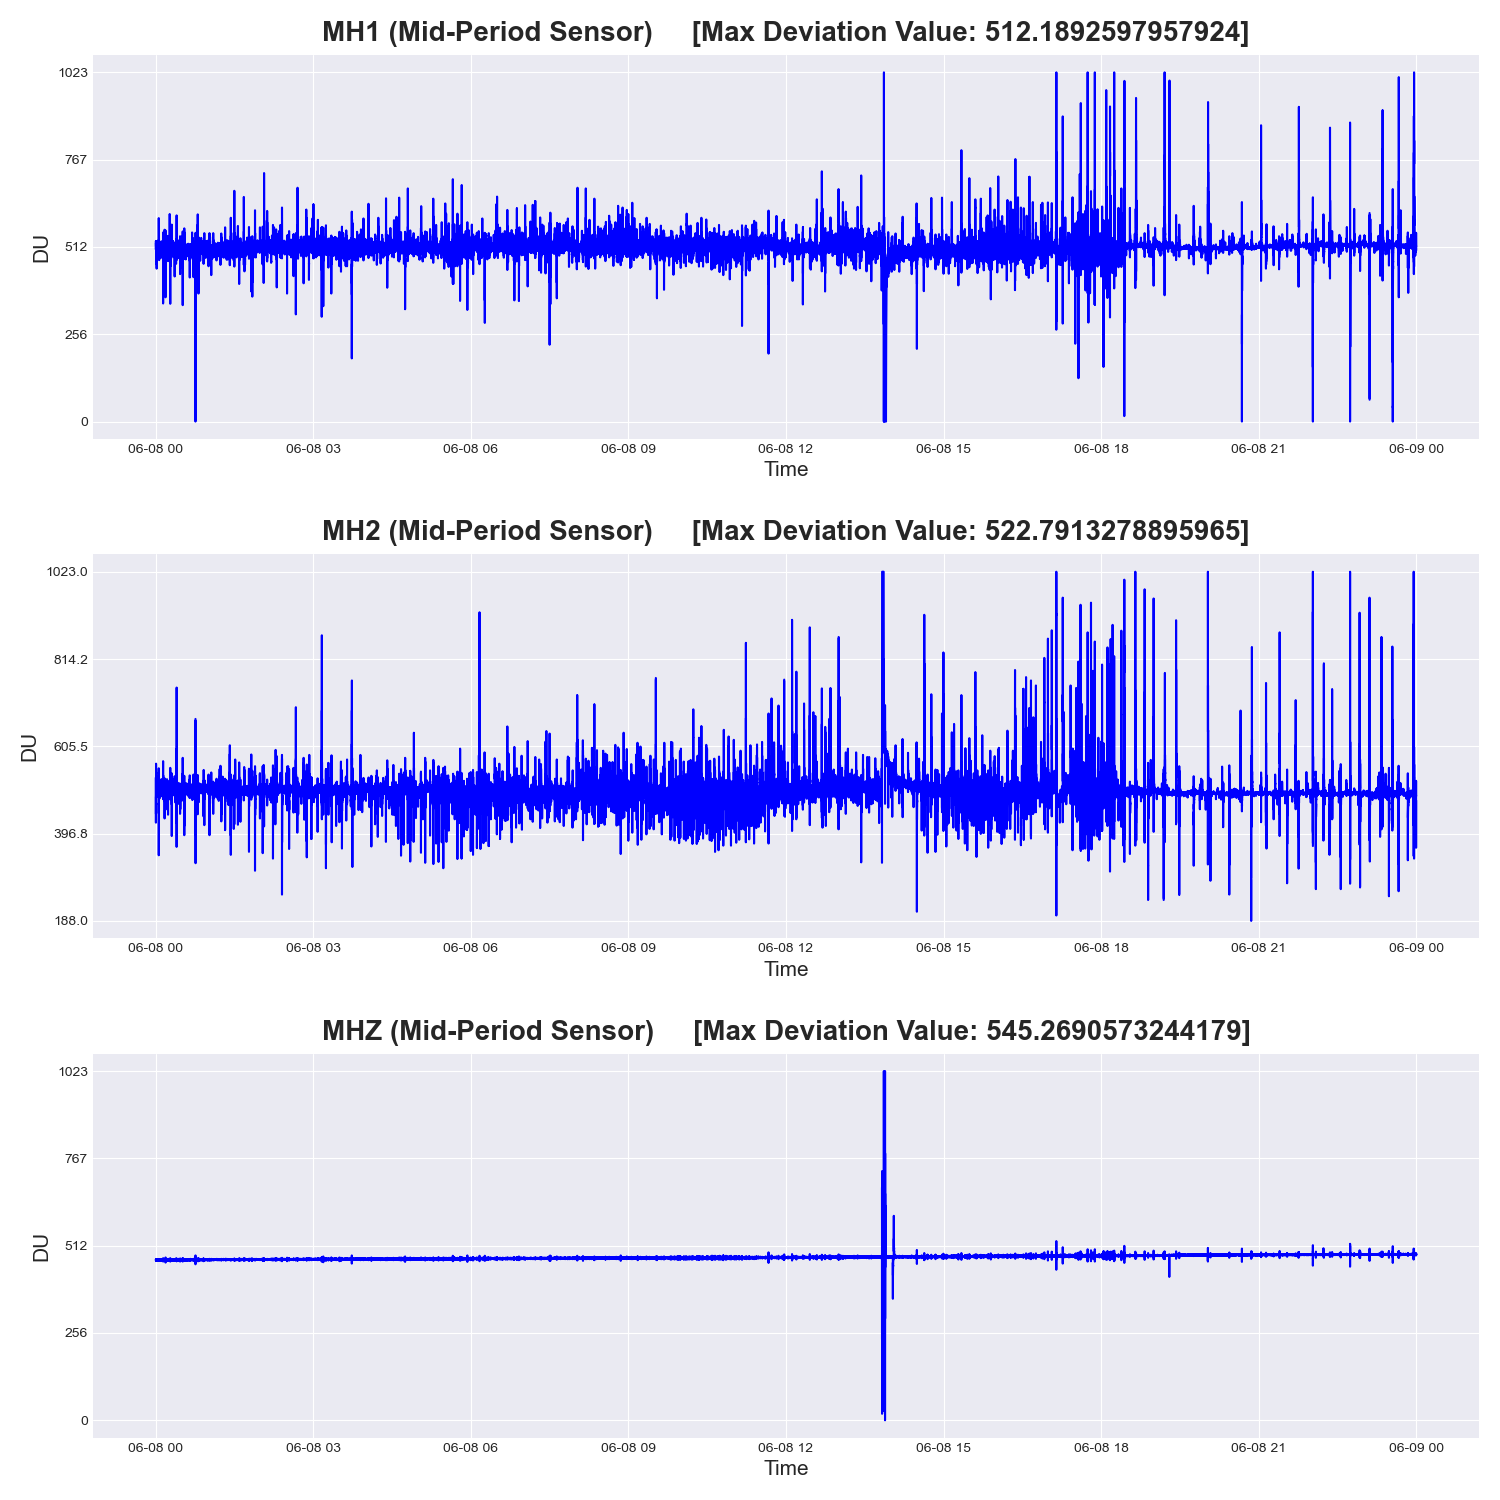 MH1 (Mid-Period Sensor)     [Max Deviation Value: 512.1892597957924]
1023
767
512
256
0
DU
06-08 00 06-08 03 06-08 06 06-08 09 06-08 12 06-08 15 06-08 18 06-08 21 06-09 00
Time
MH2 (Mid-Period Sensor)     [Max Deviation Value: 522.7913278895965]
1023.0
814.2
605.5
396.8
188.0
DU
06-08 00 06-08 03 06-08 06 06-08 09 06-08 12 06-08 15 06-08 18 06-08 21 06-09 00
Time
MHZ (Mid-Period Sensor)     [Max Deviation Value: 545.2690573244179]
1023
767
512
256
0
DU
06-08 00 06-08 03 06-08 06 06-08 09 06-08 12 06-08 15 06-08 18 06-08 21 06-09 00
Time